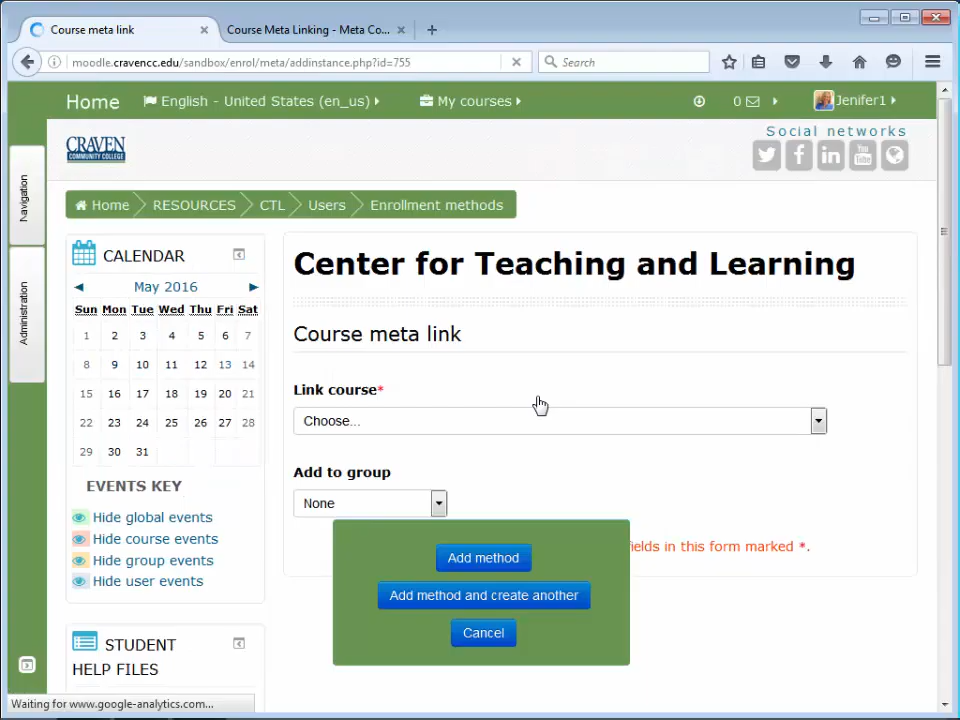 Course meta link
Course Meta Linking - Meta Co...
moodle.cravencc.edu/sandbox/enrol/meta/addinstance.php?id=755
Search
Home
English - United States (en_us)
My courses
0
Jenifer1
CRAVEN
COMMUNITY COLLEGE
Social networks
You
Tube
Navigation
Administration
Home
RESOURCES
CTL
Users
Enrollment methods
CALENDAR
May 2016
Sun Mon Tue Wed Thu Fri Sat
1 2 3 4 5 6 7
8 9 10 11 12 13 14
15 16 17 18 19 20 21
22 23 24 25 26 27 28
29 30 31
EVENTS KEY
Hide global events
Hide course events
Hide group events
Hide user events
STUDENT
HELP FILES
Center for Teaching and Learning
Course meta link
Link course*
Choose...
Add to group
None
ields in this form marked *.
Add method
Add method and create another
Cancel
Waiting for www.google-analytics.com...